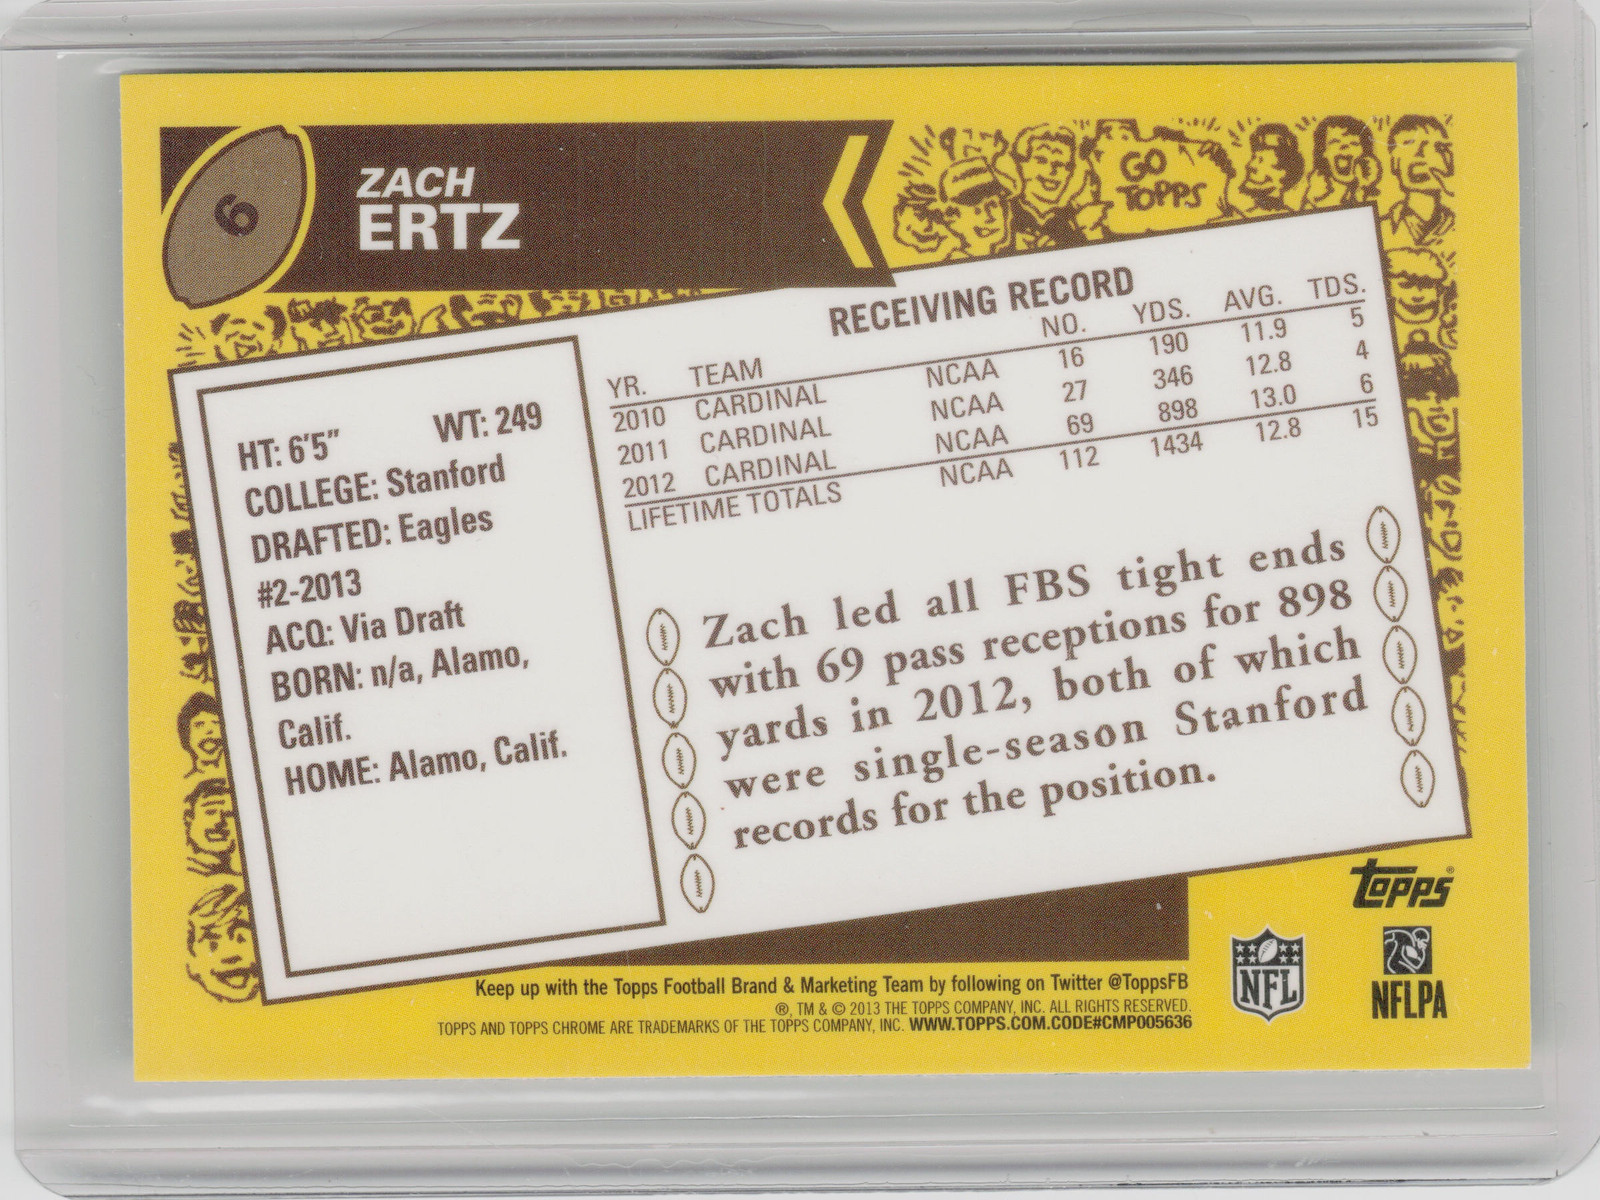 6
ZACH
ERTZ
GO
TOPPS
RECEIVING RECORD
YR. TEAM NO. YDS. AVG. TDS.
2010 CARDINAL NCAA 16 190 11.9 5
2011 CARDINAL NCAA 27 346 12.8 4
2012 CARDINAL NCAA 69 898 13.0 6
LIFETIME TOTALS NCAA 112 1434 12.8 15
HT: 6'5" WT: 249
COLLEGE: Stanford
DRAFTED: Eagles
#2-2013
ACQ: Via Draft
BORN: n/a, Alamo,
Calif.
HOME: Alamo, Calif.
Zach led all FBS tight ends
with 69 pass receptions for 898
yards in 2012, both of which
were single-season Stanford
records for the position.
topps®
NFL
NFLPA
Keep up with the Topps Football Brand & Marketing Team by following on Twitter @ToppsFB
®, TM & © 2013 THE TOPPS COMPANY, INC. ALL RIGHTS RESERVED.
TOPPS AND TOPPS CHROME ARE TRADEMARKS OF THE TOPPS COMPANY, INC. WWW.TOPPS.COM.CODE#CMP005636